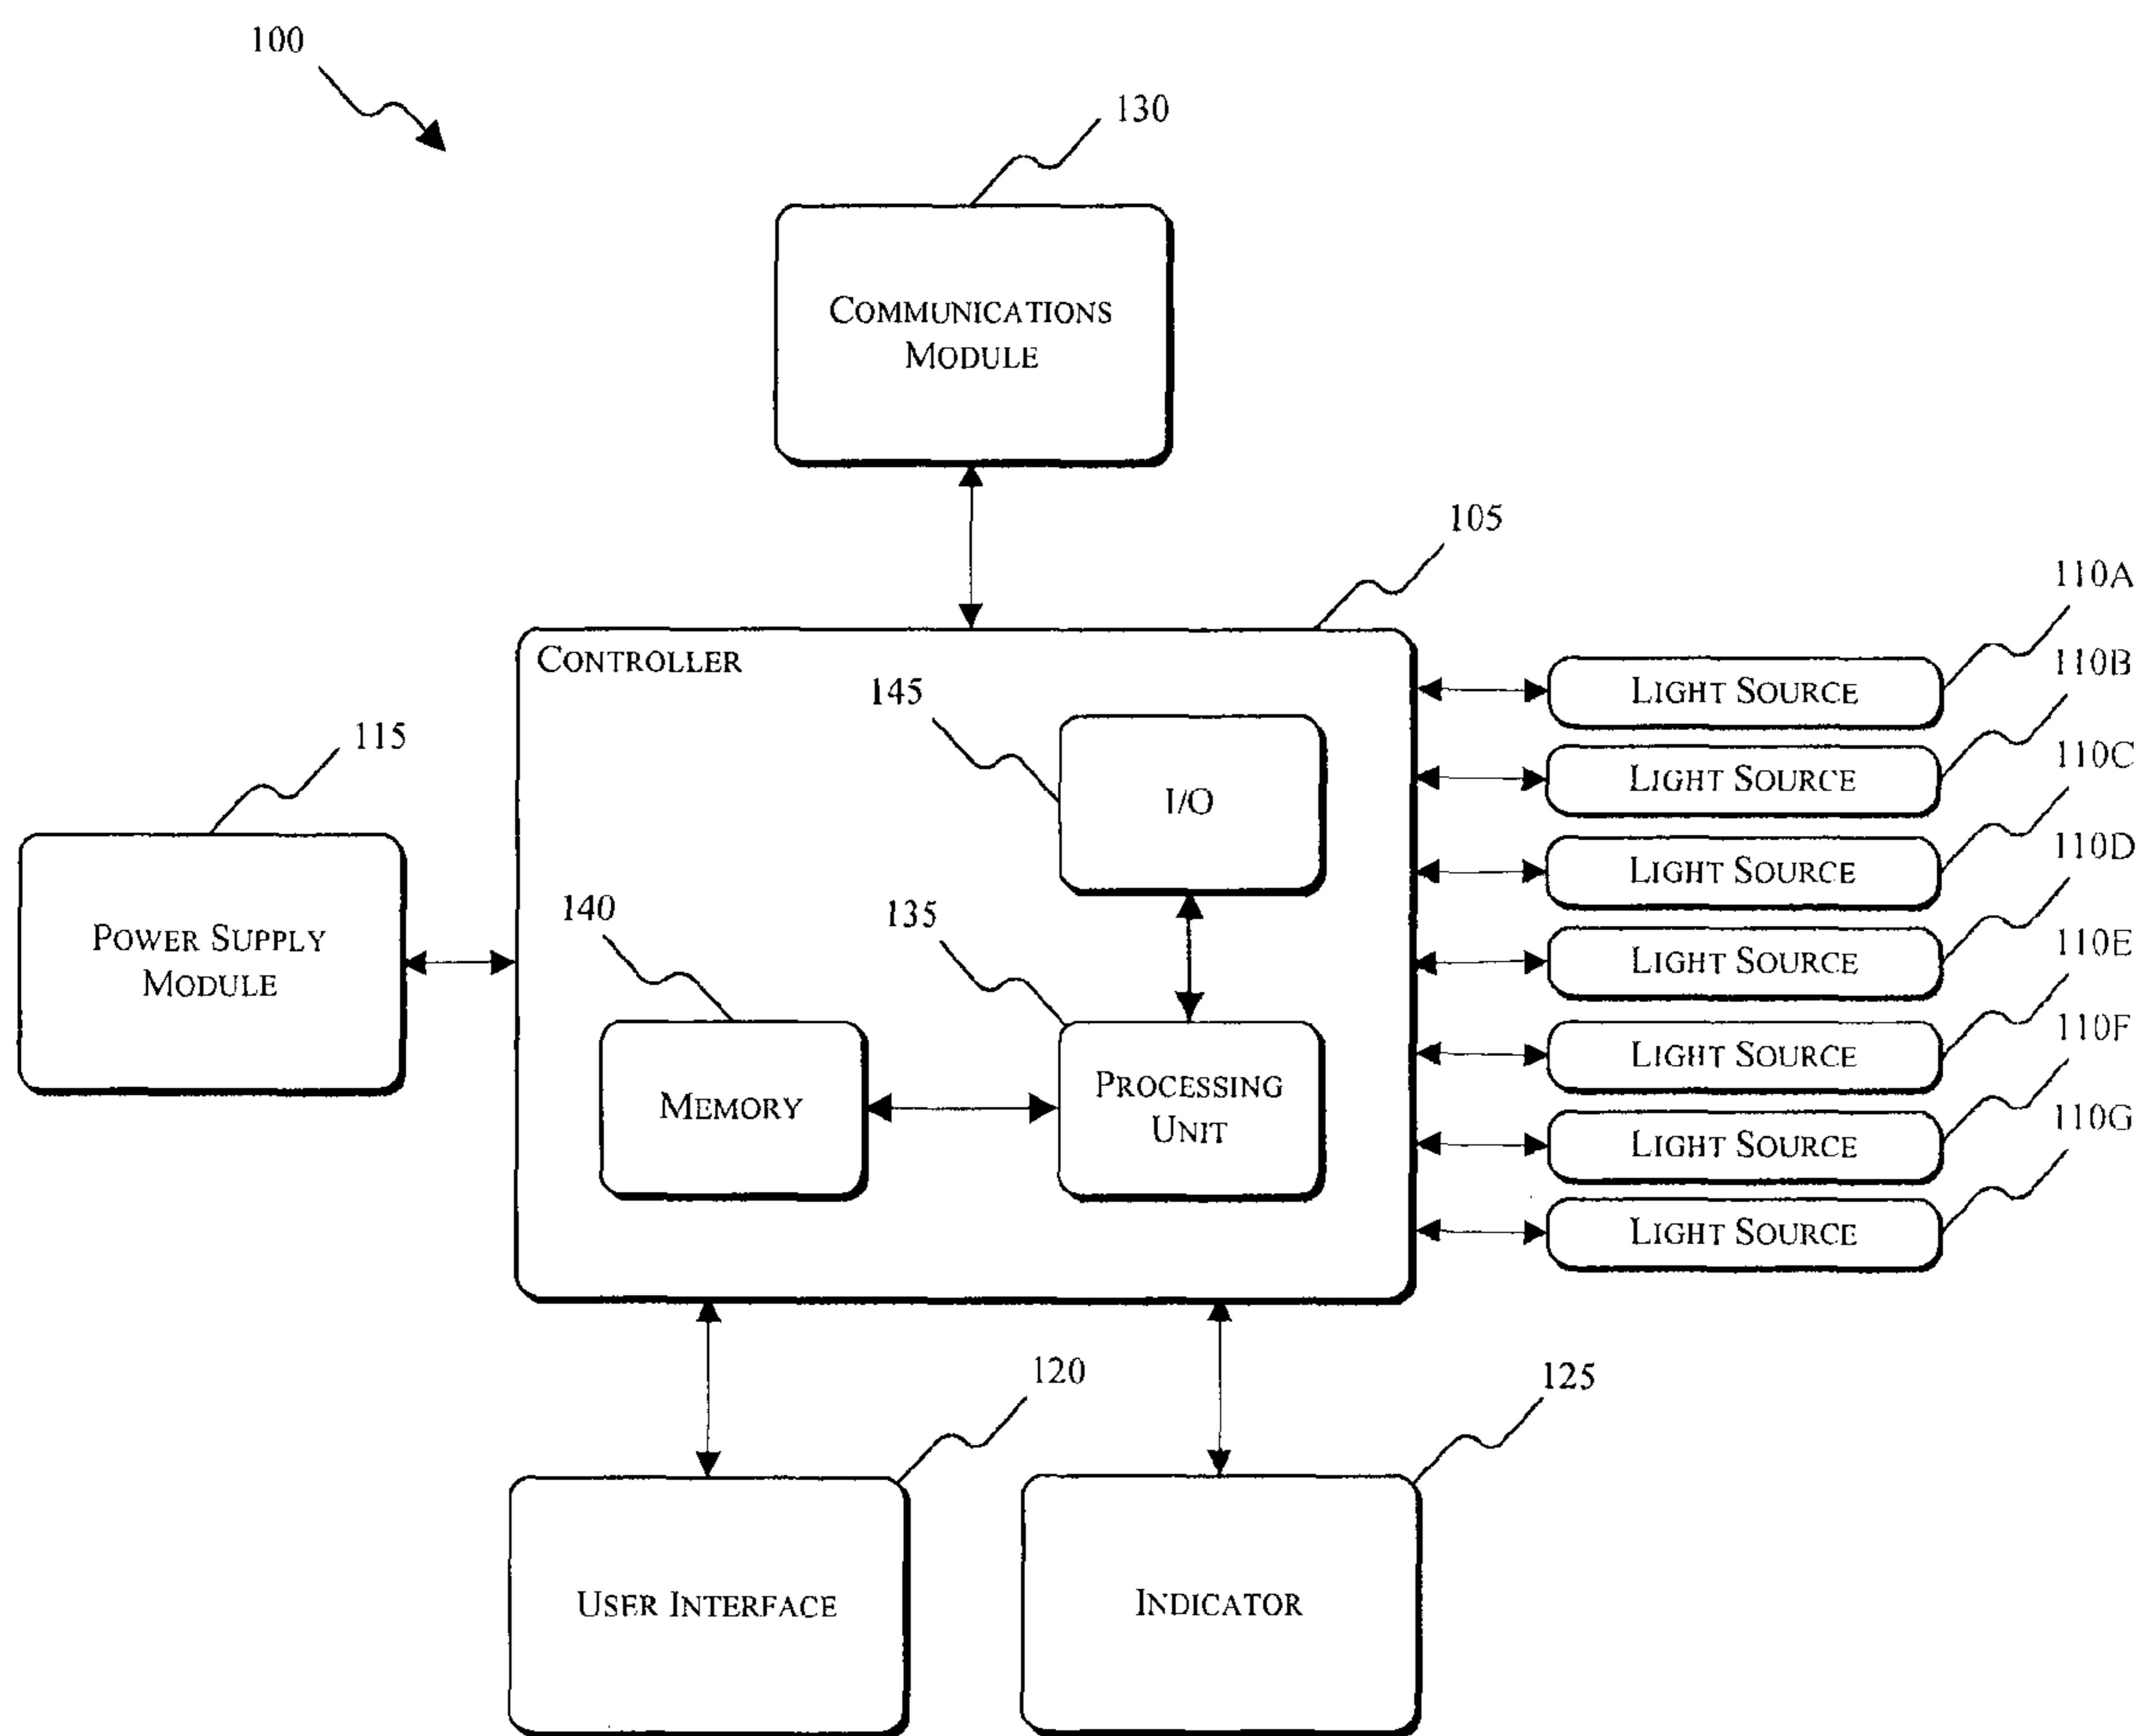 100
130
COMMUNICATIONS
MODULE
105
110A
CONTROLLER
110B
LIGHT SOURCE
145
115
110C
LIGHT SOURCE
I/O
110D
LIGHT SOURCE
140
135
POWER SUPPLY
MODULE
110E
LIGHT SOURCE
110F
LIGHT SOURCE
MEMORY
PROCESSING
UNIT
110G
LIGHT SOURCE
LIGHT SOURCE
120
125
USER INTERFACE
INDICATOR